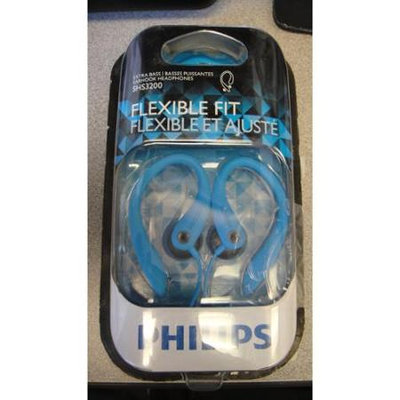 EXTRA BASS | BASSES PUISSANTES
EARHOOK HEADPHONES
SHS3200
FLEXIBLE FIT
FLEXIBLE ET AJUSTÉ
PHILIPS